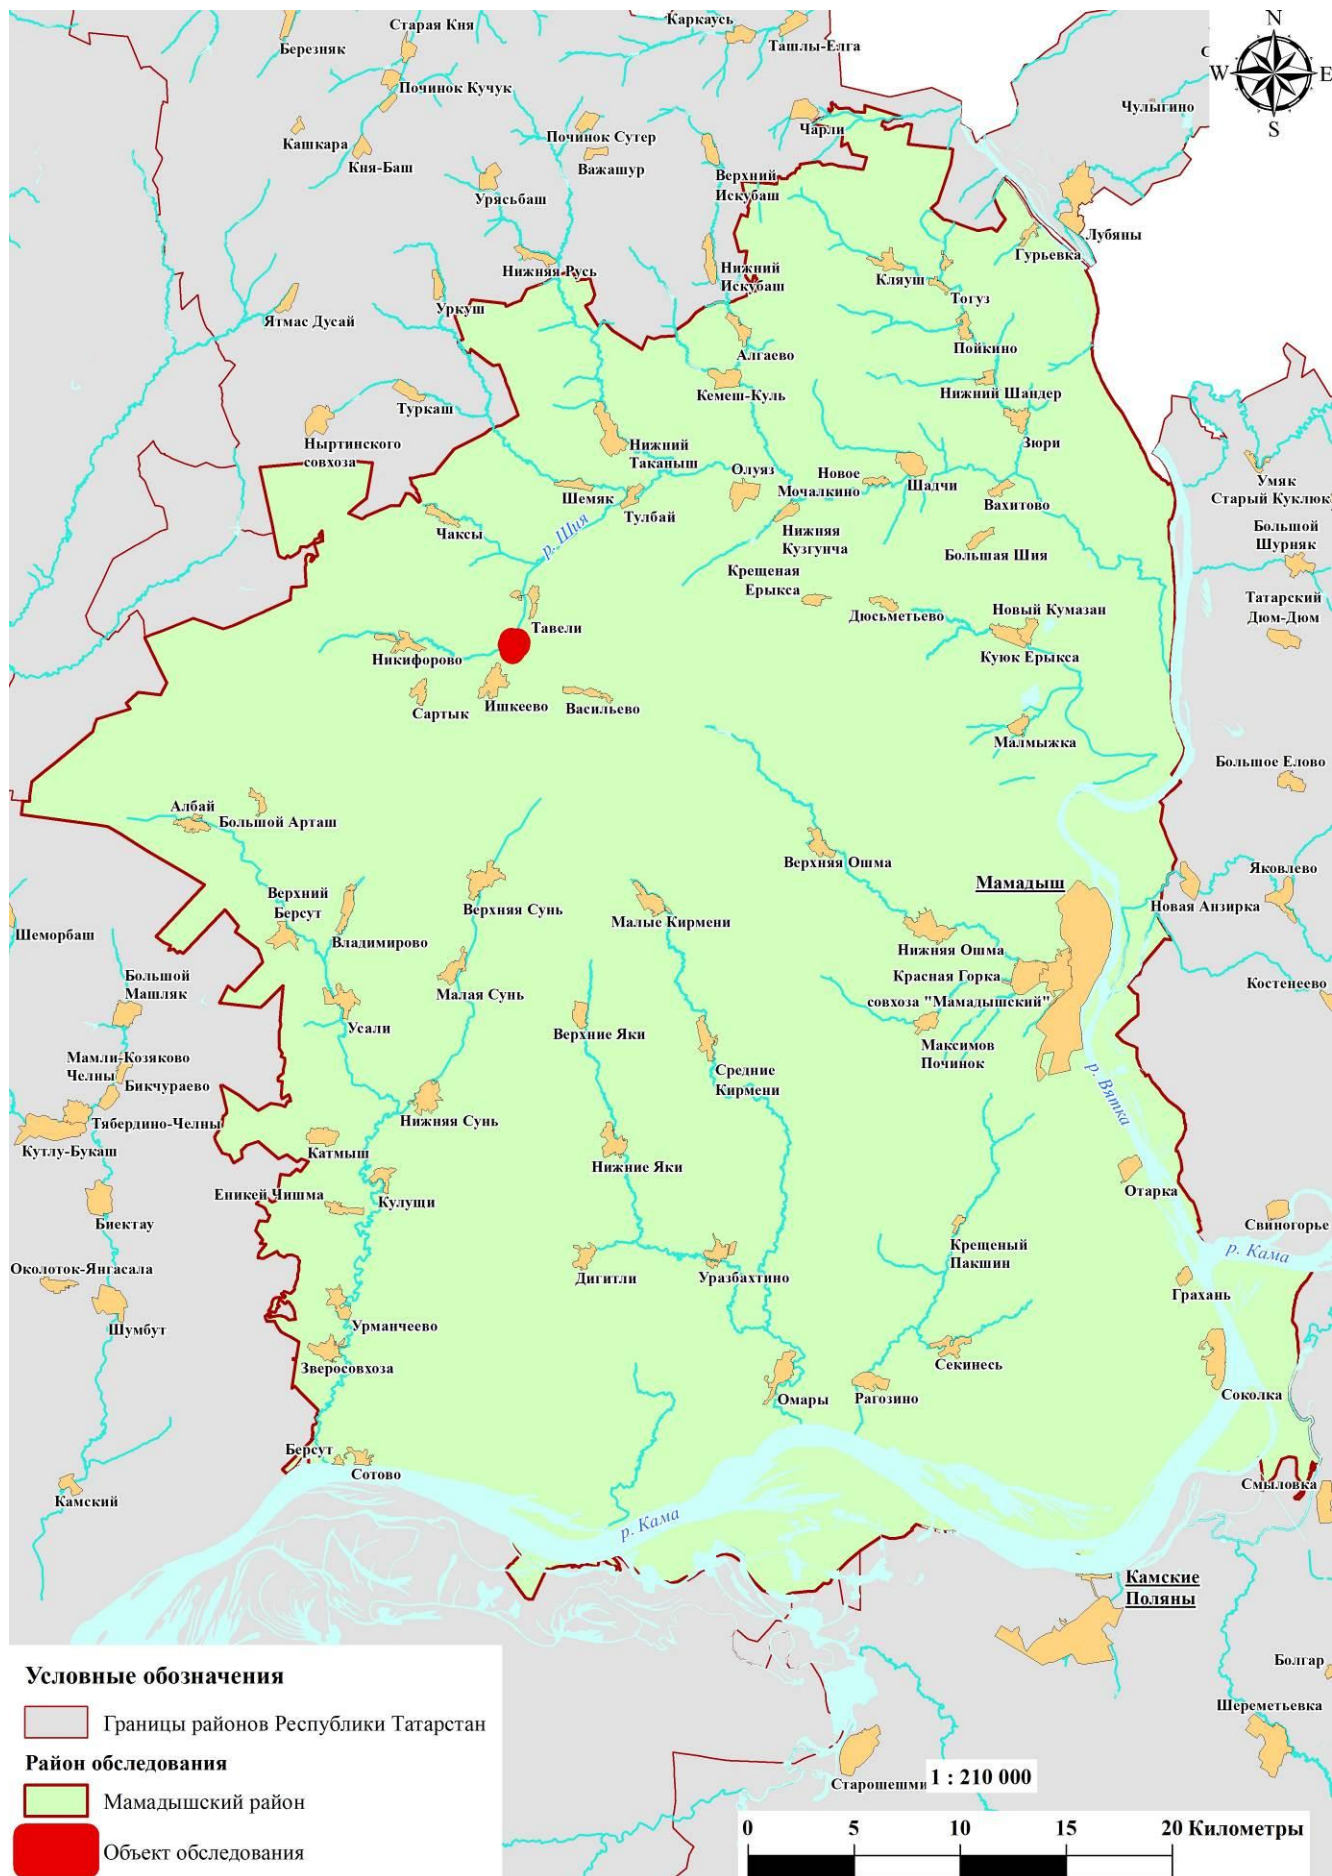 N
W
E
S
Старая Кня
Каркаусь
Березняк
Ташлы-Елга
Починок Кучук
Чулыгино
Кашкара
Починок Сутер
Чарли
Кня-Баш
Важашур
Верхний
Искубаш
Урясьбаш
Лубяны
Гурьевка
Нижняя Русь
Нижний
Искубаш
Кляуш
Тогуз
Уркуш
Ятмас Дусай
Алгаево
Пойкино
Туркаш
Кемеш-Куль
Нижний Шандер
Ныртинского
совхоза
Нижний
Таканыш
Зюри
Олуяз
Новое
Мочалкино
Шадчи
Умяк
Старый Куклюк
Шемяк
Тулбай
Вахитово
Чаксы
р. Шия
Нижняя
Кузгунча
Большая Шия
Большой
Шурняк
Крещеная
Ерыкса
Татарский
Дюм-Дюм
Дюсьметьево
Новый Кумазан
Тавели
Никифорово
Куюк Ерыкса
Сартык
Ишкеево
Васильево
Малмыжка
Большое Елово
Албай
Большой Арташ
Верхняя Ошма
Яковлево
Верхний
Берсут
Верхняя Сунь
Мамадыш
Новая Анзирка
Малые Кирмени
Шеморбаш
Владимирово
Нижняя Ошма
Большой
Машляк
Малая Сунь
Красная Горка
совхоза "Мамадышский"
Костенеево
Усали
Верхние Яки
Максимов
Починок
Мамли-Козяково
Челны
Средние
Кирмени
Бикчураево
р. Вятка
Тябердино-Челны
Нижняя Сунь
Кутлу-Букаш
Катмыш
Нижние Яки
Еникей Чишма
Кулущи
Отарка
Биектау
Свиногорье
Крещеный
Пакшин
р. Кама
Околоток-Янгасала
Дигитли
Уразбахтино
Грахань
Шумбут
Урманчеево
Зверосовхоза
Секинесь
Соколка
Омары
Рагозино
Берсут
Сотово
Смыловка
Камский
р. Кама
Камские
Поляны
Болгар
Шереметьевка
Старошешми
Условные обозначения
Границы районов Республики Татарстан
Район обследования
Мамадышский район
Объект обследования
1 : 210 000
0 5 10 15 20 Километры